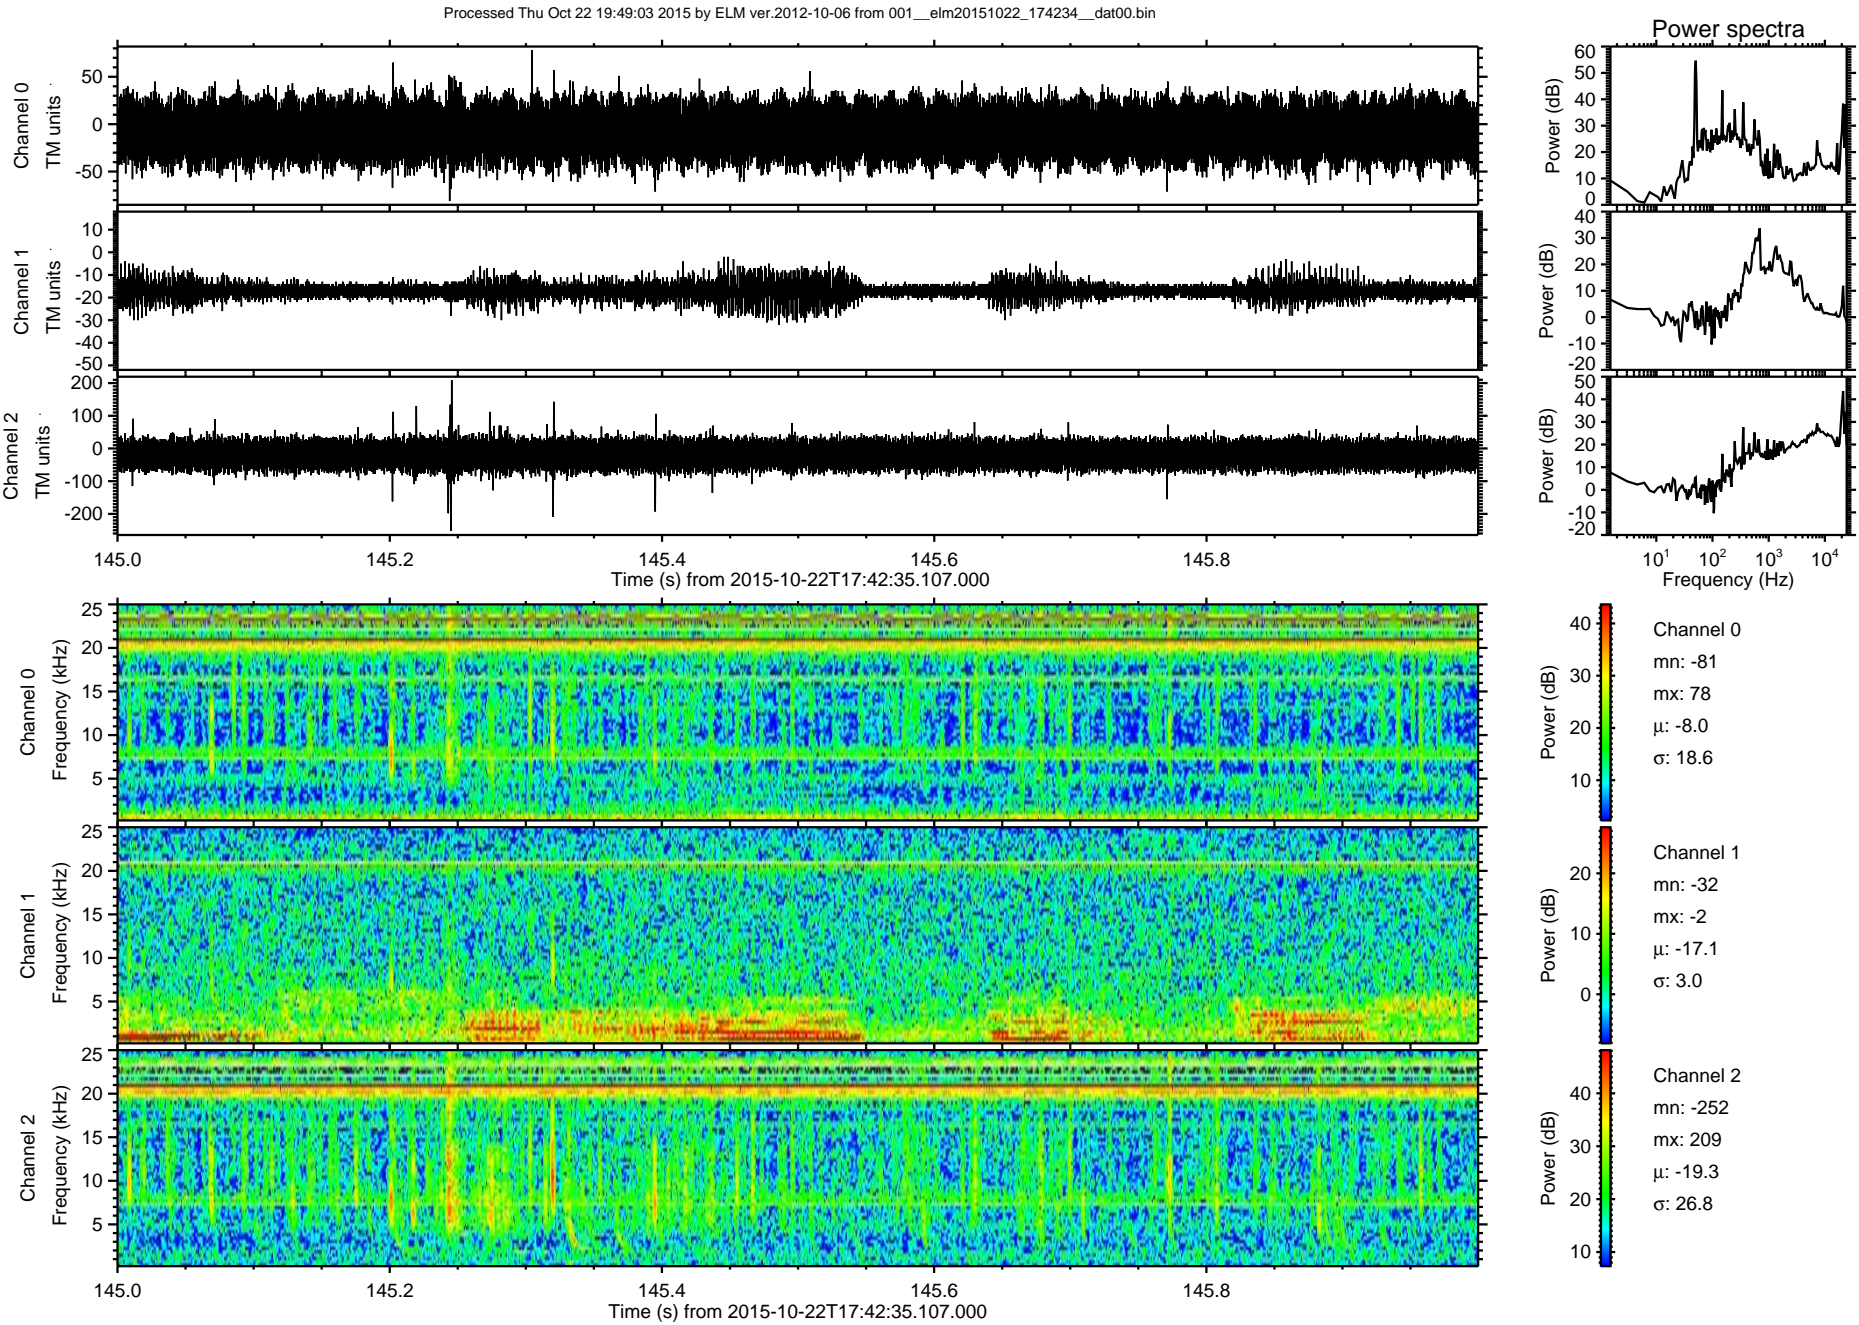 Processed Thu Oct 22 19:49:03 2015 by ELM ver.2012-10-06 from 001__elm20151022_174234__dat00.bin
Power spectra
Channel 0
TM units
50
0
-50
Power (dB)
60
50
40
30
20
10
0
Channel 1
TM units
10
0
-10
-20
-30
-40
-50
Power (dB)
40
30
20
10
0
-10
-20
Channel 2
TM units
200
100
0
-100
-200
Power (dB)
50
40
30
20
10
0
-10
-20
145.0 145.2 145.4 145.6 145.8
Time (s) from 2015-10-22T17:42:35.107.000
10^1 10^2 10^3 10^4
Frequency (Hz)
Channel 0
Frequency (kHz)
25
20
15
10
5
Power (dB)
40
30
20
10
Channel 0
mn: -81
mx: 78
µ: -8.0
σ: 18.6
Channel 1
Frequency (kHz)
25
20
15
10
5
Power (dB)
20
10
0
Channel 1
mn: -32
mx: -2
µ: -17.1
σ: 3.0
Channel 2
Frequency (kHz)
25
20
15
10
5
Power (dB)
40
30
20
10
Channel 2
mn: -252
mx: 209
µ: -19.3
σ: 26.8
145.0 145.2 145.4 145.6 145.8
Time (s) from 2015-10-22T17:42:35.107.000